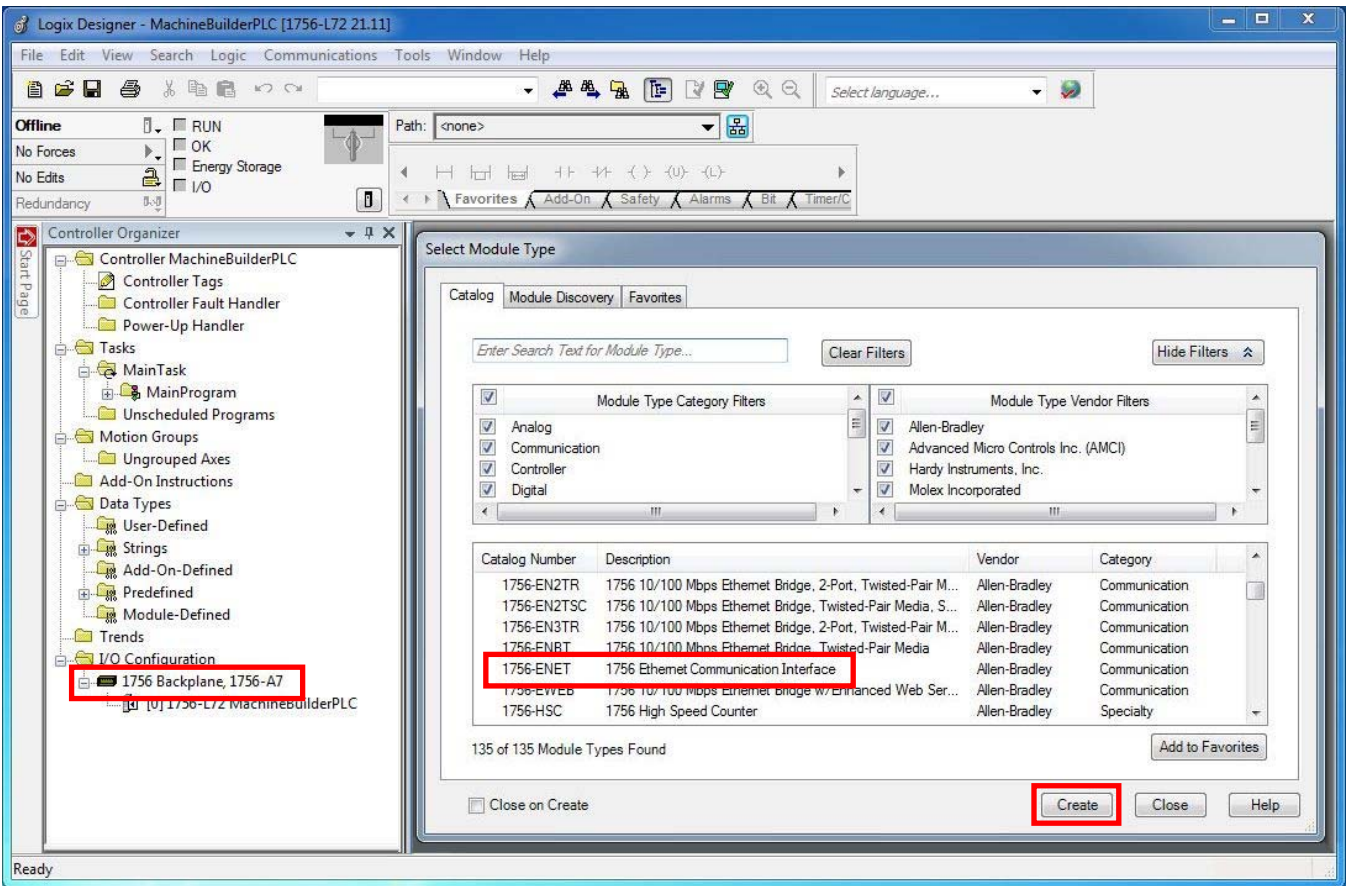 Logix Designer - MachineBuilderPLC [1756-L72 21.11]
File Edit View Search Logic Communications Tools Window Help
Select language...
Offline
RUN
No Forces
OK
Energy Storage
No Edits
I/O
Redundancy
Path: <none>
Favorites Add-On Safety Alarms Bit Timer/C
Start Page
Controller Organizer
Controller MachineBuilderPLC
Controller Tags
Controller Fault Handler
Power-Up Handler
Tasks
MainTask
MainProgram
Unscheduled Programs
Motion Groups
Ungrouped Axes
Add-On Instructions
Data Types
User-Defined
Strings
Add-On-Defined
Predefined
Module-Defined
Trends
I/O Configuration
1756 Backplane, 1756-A7
[0] 1756-L72 MachineBuilderPLC
Select Module Type
Catalog Module Discovery Favorites
Enter Search Text for Module Type... Clear Filters Hide Filters
Module Type Category Filters
Analog
Communication
Controller
Digital
Module Type Vendor Filters
Allen-Bradley
Advanced Micro Controls Inc. (AMCI)
Hardy Instruments, Inc.
Molex Incorporated
Catalog Number Description Vendor Category
1756-EN2TR 1756 10/100 Mbps Ethernet Bridge, 2-Port, Twisted-Pair M... Allen-Bradley Communication
1756-EN2TSC 1756 10/100 Mbps Ethernet Bridge, Twisted-Pair Media, S... Allen-Bradley Communication
1756-EN3TR 1756 10/100 Mbps Ethernet Bridge, 2-Port, Twisted-Pair M... Allen-Bradley Communication
1756-ENBT 1756 10/100 Mbps Ethernet Bridge, Twisted-Pair Media Allen-Bradley Communication
1756-ENET 1756 Ethernet Communication Interface Allen-Bradley Communication
1756-EWEB 1756 10/100 Mbps Ethernet Bridge w/Enhanced Web Ser... Allen-Bradley Communication
1756-HSC 1756 High Speed Counter Allen-Bradley Specialty
135 of 135 Module Types Found Add to Favorites
Close on Create Create Close Help
Ready